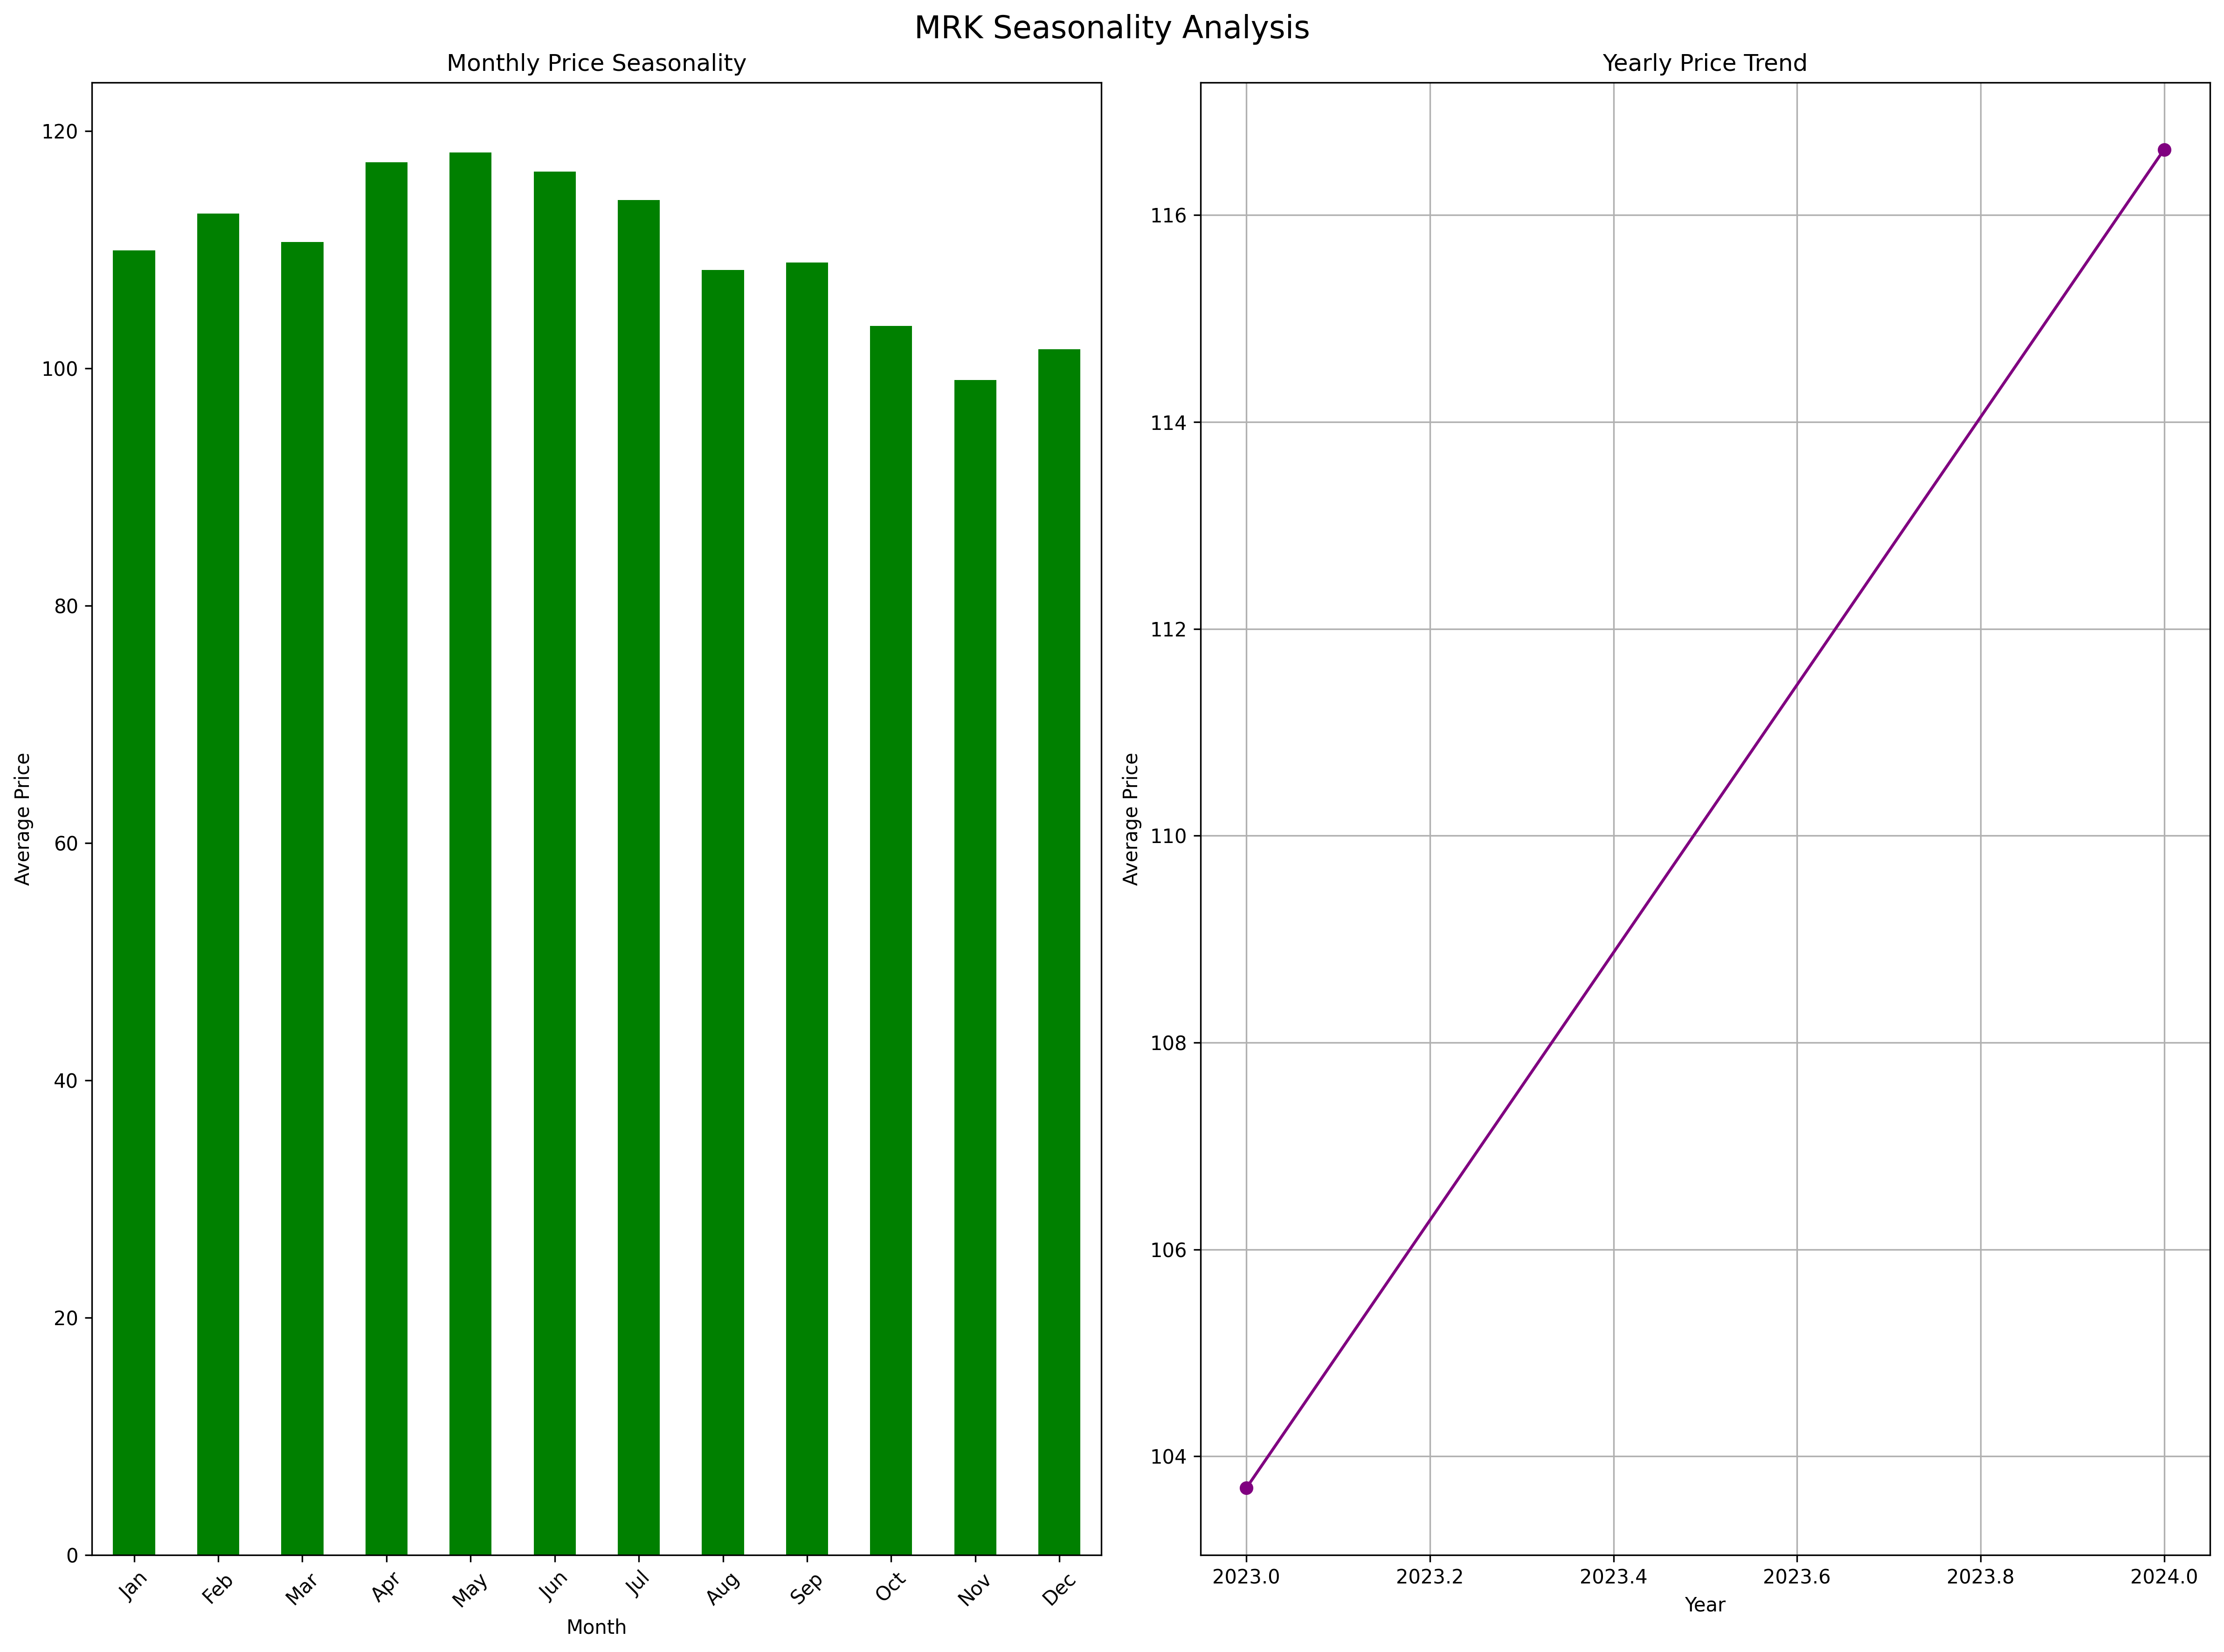 MRK Seasonality Analysis
Monthly Price Seasonality
120
100
80
60
40
20
0
Average Price
Jan
Feb
Mar
Apr
May
Jun
Jul
Aug
Sep
Oct
Nov
Dec
Month
Yearly Price Trend
116
114
112
110
108
106
104
Average Price
2023.0
2023.2
2023.4
2023.6
2023.8
2024.0
Year